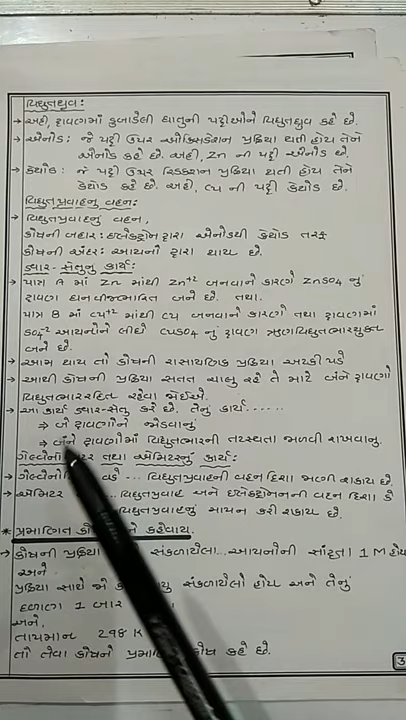 વિદ્યુતધ્રુવ:
→ અહીં, દ્રાવણમાં ડુબાડેલી ધાતુની પટ્ટીઓને વિદ્યુતધ્રુવ કહે છે.
→ એનોડ: જે પટ્ટી ઉપર ઓક્સિડેશન પ્રક્રિયા થતી હોય તેને
એનોડ કહે છે. અહીં, Zn ની પટ્ટી એનોડ છે.
→ કેથોડ: જે પટ્ટી ઉપર રિડક્શન પ્રક્રિયા થતી હોય તેને
કેથોડ કહે છે. અહીં, Cu ની પટ્ટી કેથોડ છે.
વિદ્યુતપ્રવાહનુ વહન:
→ વિદ્યુતપ્રવાહનું વહન,
કોષની બહાર: ઇલેક્ટ્રોન દ્વારા એનોડથી કેથોડ તરફ
કોષની અંદર: આયનો દ્વારા થાય છે.
ક્ષાર-સેતુનુ કાર્ય:
→ પાત્ર A માં Zn માંથી Zn+2 બનવાને કારણે ZnSO4 નું
દ્રાવણ ધનવીજભારિત બને છે. તથા.
પાત્ર B માં Cu+2 માંથી Cu બનવાને કારણે તથા દ્રાવણમાં
SO4-2 આયનોને લીધે CuSO4 નું દ્રાવણ ઋણવિદ્યુતભારયુક્ત
બને છે.
→ આમ થાય તો કોષની રાસાયણિક પ્રક્રિયા અટકી પડે
→ આથી કોષની પ્રક્રિયા સતત ચાલુ રહે તે માટે બંને દ્રાવણો
વિદ્યુતભારરહિત રહેવા જોઈએ.
→ આ કાર્ય ક્ષાર-સેતુ કરે છે. તેનું કાર્ય.....
⇒ બે દ્રાવણોને જોડવાનું
⇒ બંને દ્રાવણોમાં વિદ્યુતભારની તટસ્થતા જાળવી રાખવાનુ.
તથા એમિટરનું કાર્ય:
વડે ... વિદ્યુતપ્રવાહની વહન દિશા જાણી શકાય છે.
→ એમિટર ... વિદ્યુતપ્રવાહ અને ઇલેક્ટ્રોનની વહન દિશા કે
વિદ્યુતપ્રવાહનું માપન કરી શકાય છે.
* પ્રમાણિત કહેવાય.
→ કોષની સંકળાયેલા... આયનોની સાંદ્રતા 1 M હોય
અને
પ્રક્રિયા સાથે જો સંકળાયેલો હોય અને તેનું
દબાણ 1 બાર
અને,
તાપમાન 298 K
તો તેવા કોષને કોષ કહે છે.
3